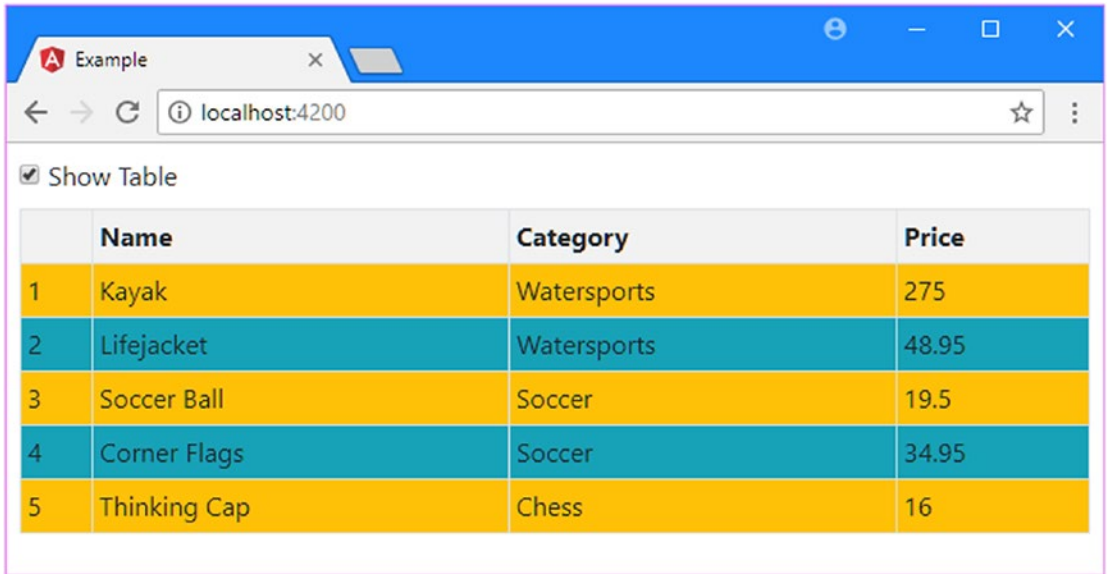 Example
localhost:4200
Show Table
Name Category Price
1 Kayak Watersports 275
2 Lifejacket Watersports 48.95
3 Soccer Ball Soccer 19.5
4 Corner Flags Soccer 34.95
5 Thinking Cap Chess 16